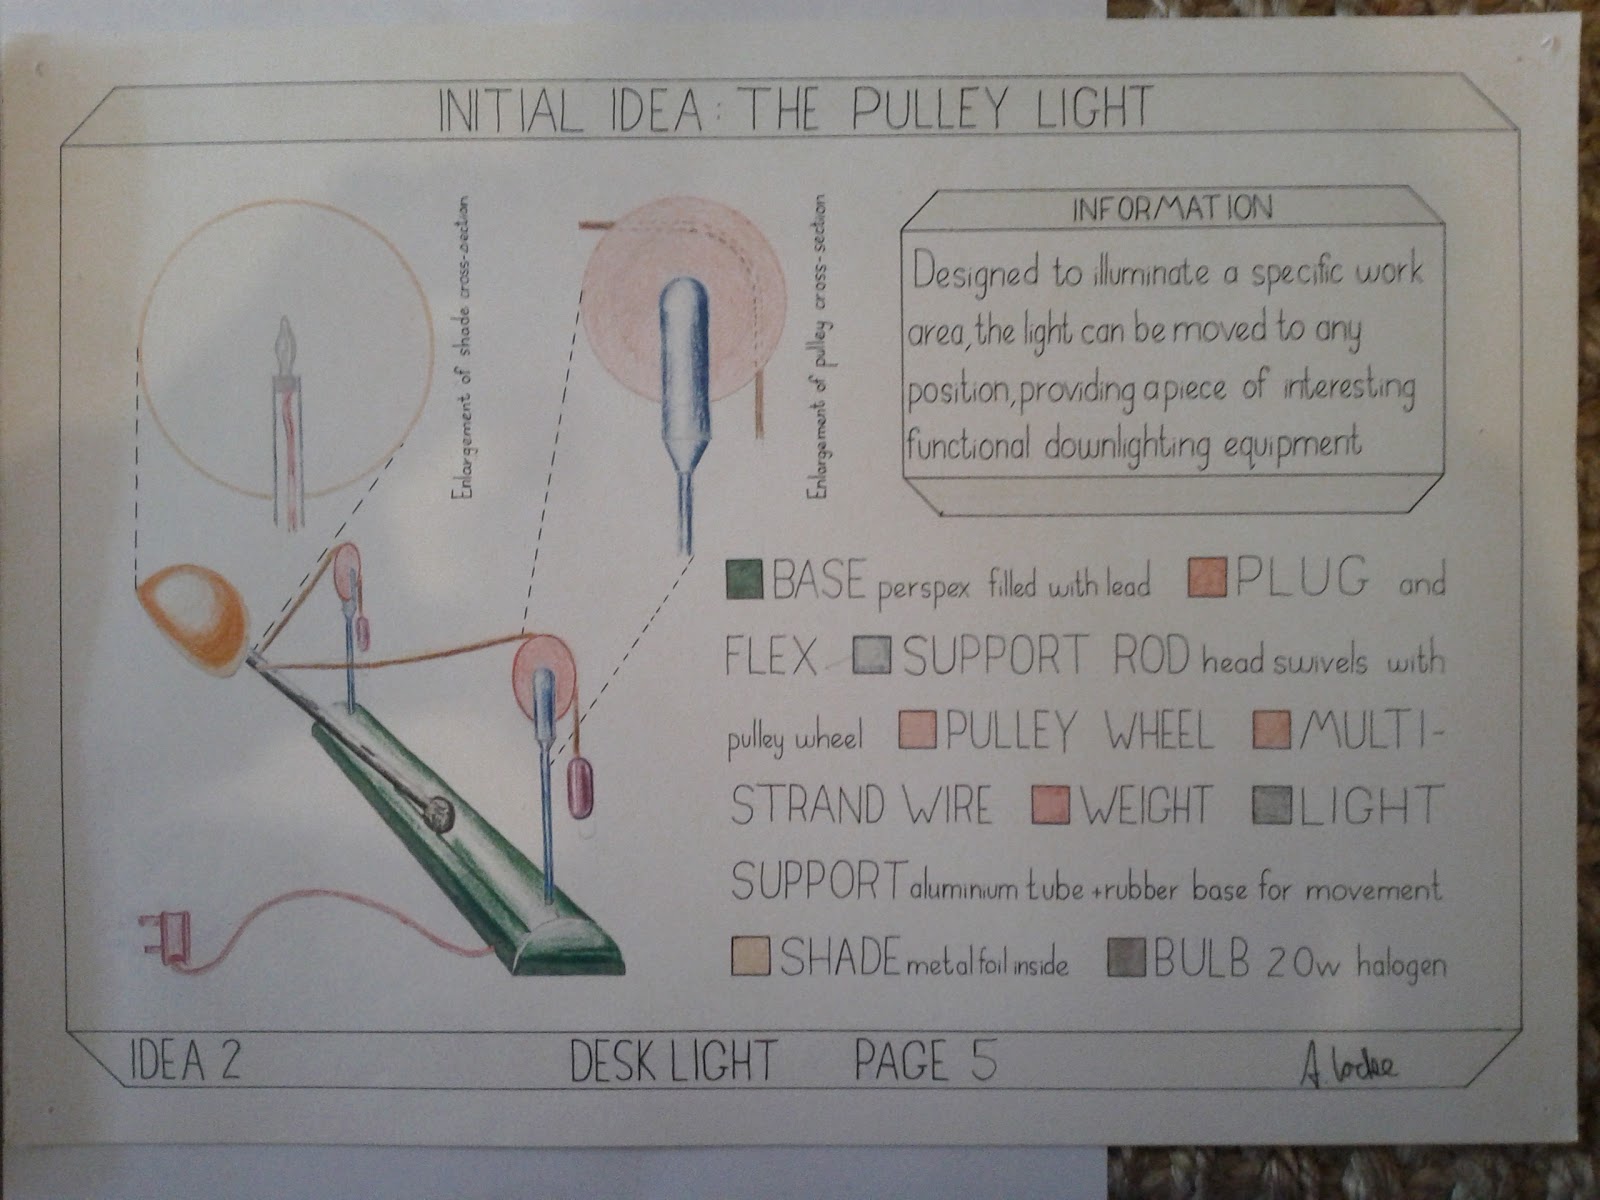 INITIAL IDEA: THE PULLEY LIGHT
Enlargement of shade cross-section
Enlargement of pulley cross-section
INFORMATION
Designed to illuminate a specific work
area, the light can be moved to any
position, providing a piece of interesting
functional downlighting equipment
BASE perspex filled with lead PLUG and
FLEX SUPPORT ROD head swivels with
pulley wheel PULLEY WHEEL MULTI-
STRAND WIRE WEIGHT LIGHT
SUPPORT aluminium tube + rubber base for movement
SHADE metal foil inside BULB 20w halogen
IDEA 2 DESK LIGHT PAGE 5 A. Locke